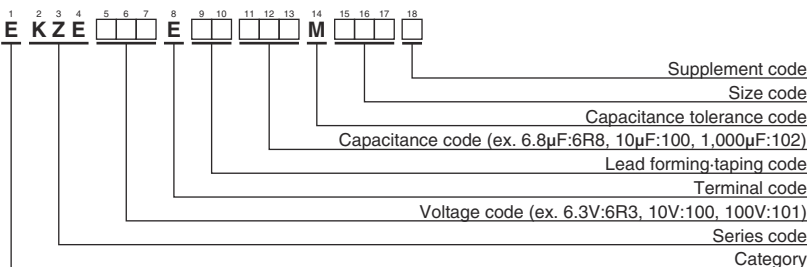 1 2 3 4 5 6 7 8 9 10 11 12 13 14 15 16 17 18
E K Z E E M
Supplement code
Size code
Capacitance tolerance code
Capacitance code (ex. 6.8μF:6R8, 10μF:100, 1,000μF:102)
Lead forming·taping code
Terminal code
Voltage code (ex. 6.3V:6R3, 10V:100, 100V:101)
Series code
Category